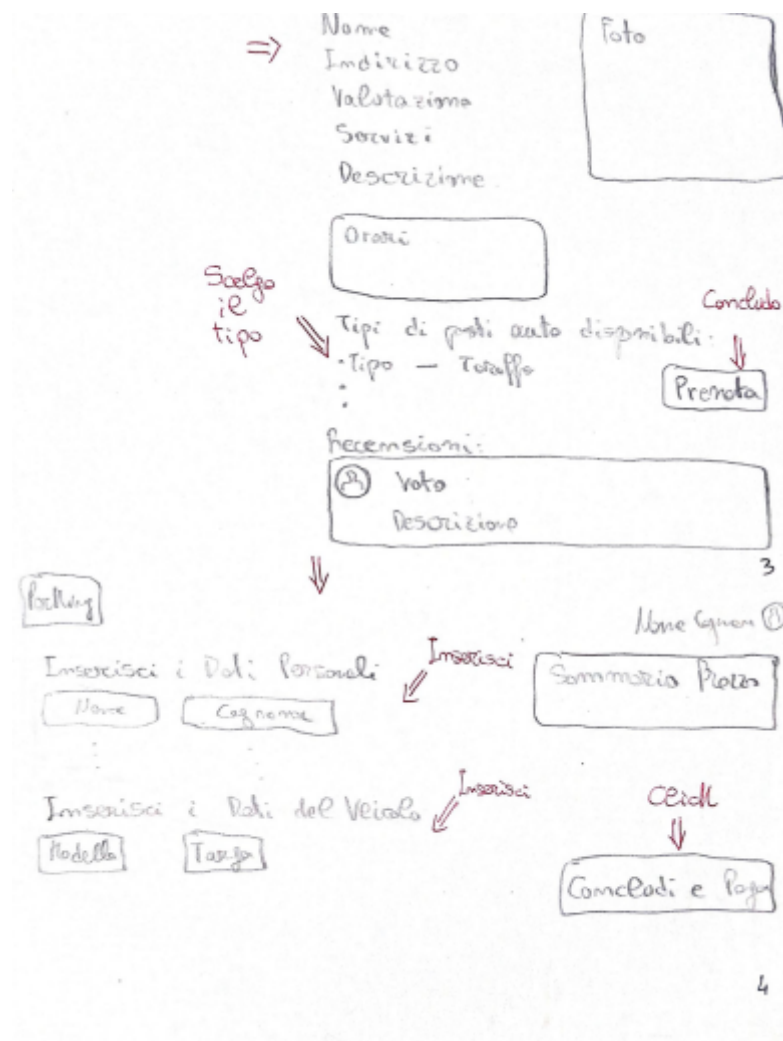 ⇒ Nome
Foto
Indirizzo
Valutazione
Servizi
Descrizione
Orari
Scelgo
il
tipo
Concludo
Tipi di posti auto disponibili:
· Tipo — Tariffa
Prenota
Recensioni:
Voto
Descrizione
3
Parking
Nome Cognome
Inserisci i Dati Personali
Inserisci
Sommario Prezzo
Nome
Cognome
Inserisci i Dati del Veicolo
Inserisci
Click
Modello
Targa
Concludi e Paga
4